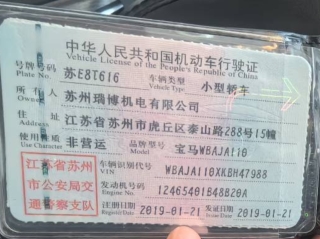 中华人民共和国机动车行驶证
Vehicle License of the People's Republic of China
号牌号码 苏E8T616 车辆类型 小型轿车
Plate No. Vehicle Type
所有人 苏州瑞博机电有限公司
Owner
住址 江苏省苏州市虎丘区泰山路288号15幢
Address
使用性质 非营运 品牌型号 宝马WBAJA110
Use Character Model
江苏省苏州
市公安局交
通警察支队
车辆识别代号 WBAJA110XKBH47988
VIN
发动机号码 12465401B48B20A
Engine No.
注册日期 2019-01-21 发证日期 2019-01-21
Register Date Issue Date